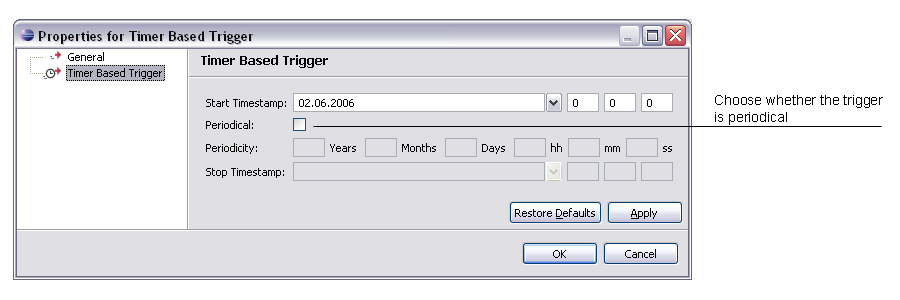 Properties for Timer Based Trigger
General
Timer Based Trigger
Timer Based Trigger
Start Timestamp: 02.06.2006 0 0 0
Periodical:
Periodicity: Years Months Days hh mm ss
Stop Timestamp:
Restore Defaults Apply
OK Cancel
Choose whether the trigger
is periodical